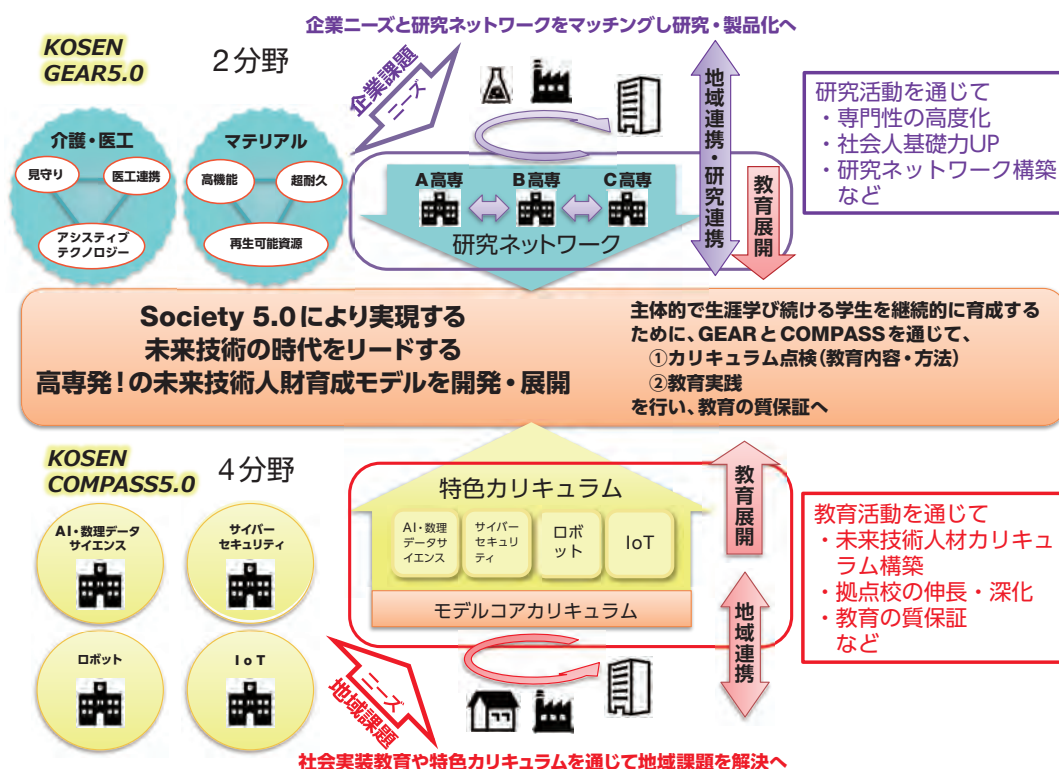 企業ニーズと研究ネットワークをマッチングし研究・製品化へ
KOSEN
GEAR5.0
2分野
介護・医工
見守り
医工連携
アシスティブ
テクノロジー
マテリアル
高機能
超耐久
再生可能資源
企業課題
ニーズ
A高専
B高専
C高専
研究ネットワーク
地域連携・研究連携
教育展開
研究活動を通じて
・専門性の高度化
・社会人基礎力UP
・研究ネットワーク構築
など
Society 5.0により実現する
未来技術の時代をリードする
高専発!の未来技術人財育成モデルを開発・展開
主体的で生涯学び続ける学生を継続的に育成する
ために、GEARとCOMPASSを通じて、
①カリキュラム点検(教育内容・方法)
②教育実践
を行い、教育の質保証へ
KOSEN
COMPASS5.0
4分野
AI・数理データ
サイエンス
サイバー
セキュリティ
ロボット
IoT
特色カリキュラム
AI・数理
データサ
イエンス
サイバー
セキュリ
ティ
ロボ
ット
IoT
モデルコアカリキュラム
ニーズ
地域課題
教育展開
地域連携
教育活動を通じて
・未来技術人材カリキュ
ラム構築
・拠点校の伸長・深化
・教育の質保証
など
社会実装教育や特色カリキュラムを通じて地域課題を解決へ